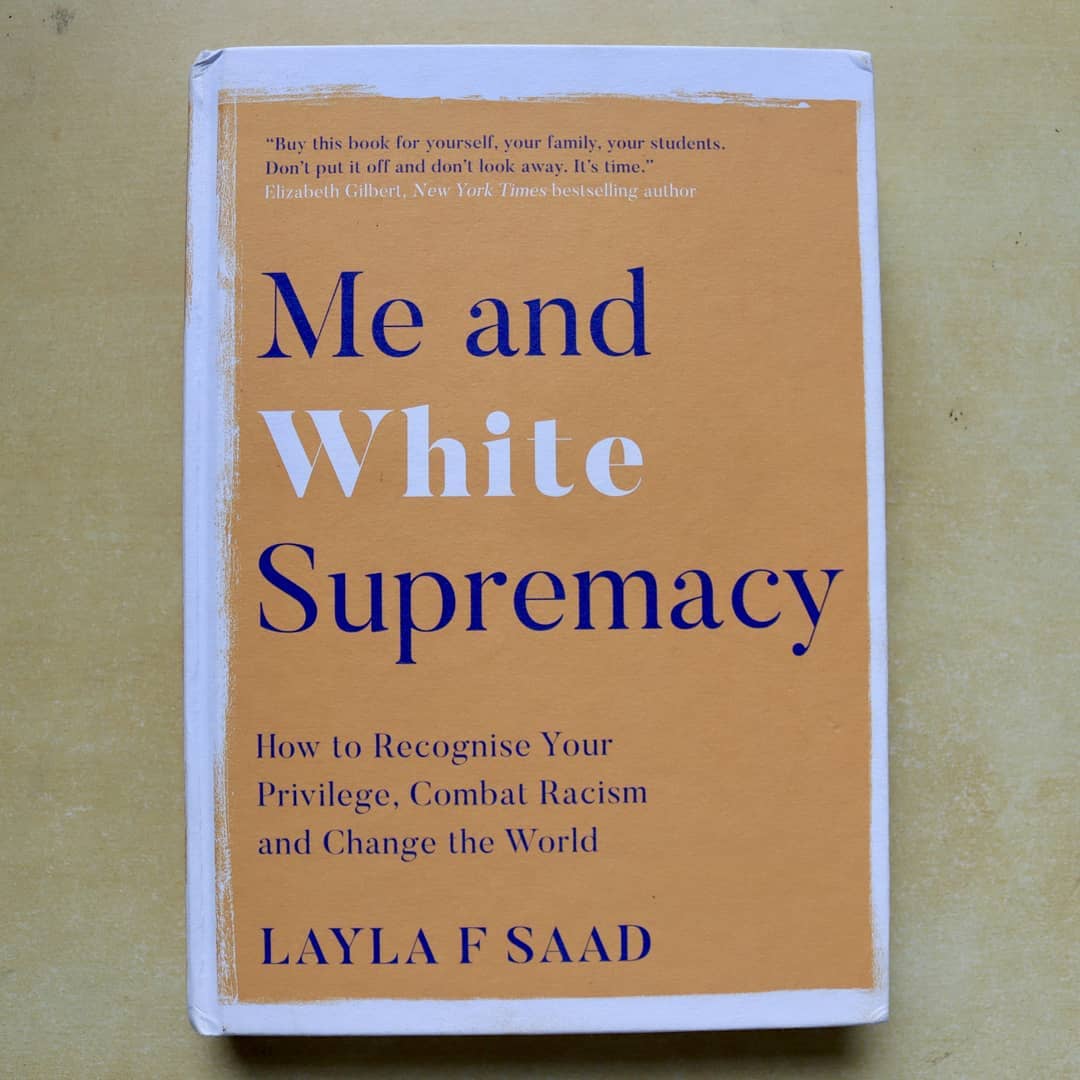 “Buy this book for yourself, your family, your students.
Don’t put it off and don’t look away. It’s time.”
Elizabeth Gilbert, New York Times bestselling author
Me and
White
Supremacy
How to Recognise Your
Privilege, Combat Racism
and Change the World
LAYLA F SAAD